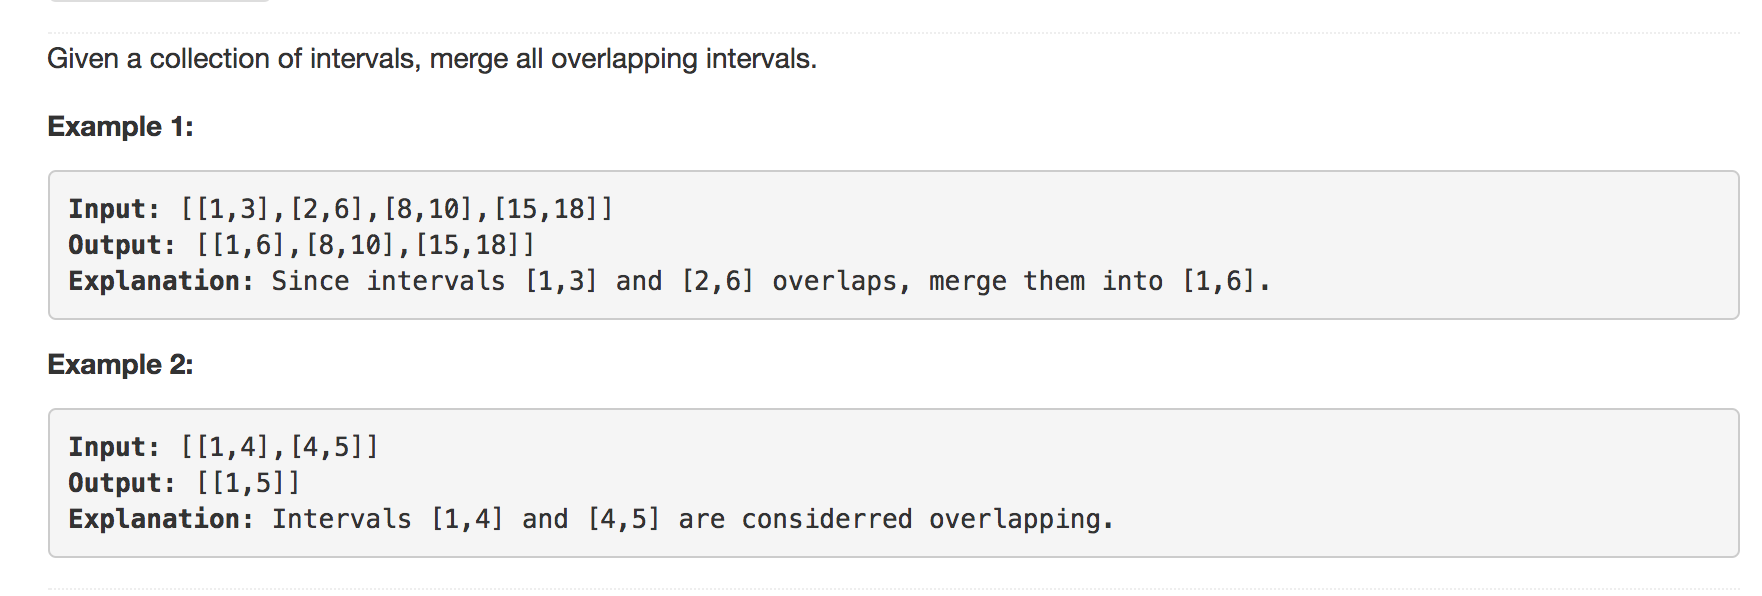 Given a collection of intervals, merge all overlapping intervals.
Example 1:
Input: [[1,3],[2,6],[8,10],[15,18]]
Output: [[1,6],[8,10],[15,18]]
Explanation: Since intervals [1,3] and [2,6] overlaps, merge them into [1,6].
Example 2:
Input: [[1,4],[4,5]]
Output: [[1,5]]
Explanation: Intervals [1,4] and [4,5] are considerred overlapping.